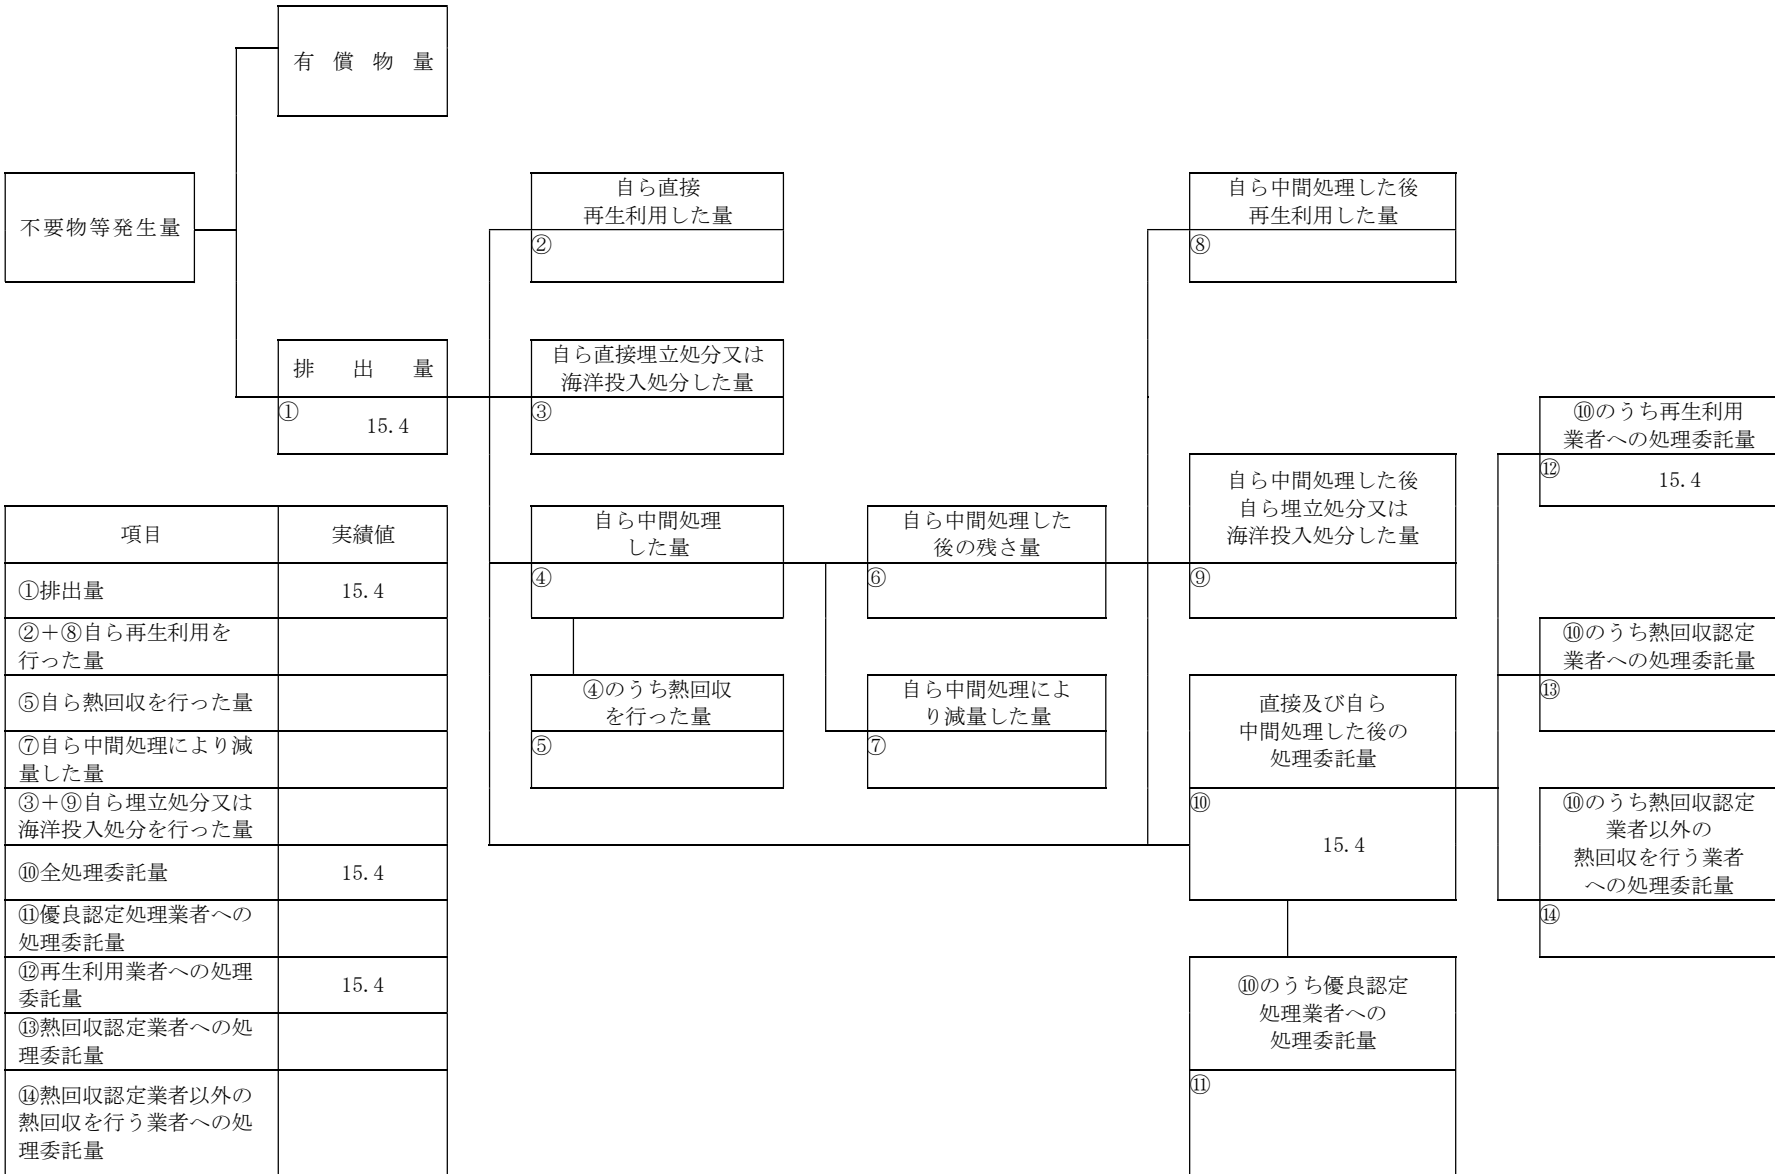 有償物量
不要物等発生量
排出量
①
15.4
自ら直接
再生利用した量
②
自ら直接埋立処分又は
海洋投入処分した量
③
自ら中間処理
した量
④
④のうち熱回収
を行った量
⑤
自ら中間処理した
後の残さ量
⑥
自ら中間処理によ
り減量した量
⑦
自ら中間処理した後
再生利用した量
⑧
自ら中間処理した後
自ら埋立処分又は
海洋投入処分した量
⑨
直接及び自ら
中間処理した後の
処理委託量
⑩
15.4
⑩のうち優良認定
処理業者への
処理委託量
⑪
⑩のうち再生利用
業者への処理委託量
⑫
15.4
⑩のうち熱回収認定
業者への処理委託量
⑬
⑩のうち熱回収認定
業者以外の
熱回収を行う業者
への処理委託量
⑭
項目 実績値
①排出量 15.4
②+⑧自ら再生利用を
行った量
⑤自ら熱回収を行った量
⑦自ら中間処理により減
量した量
③+⑨自ら埋立処分又は
海洋投入処分を行った量
⑩全処理委託量 15.4
⑪優良認定処理業者への
処理委託量
⑫再生利用業者への処理
委託量 15.4
⑬熱回収認定業者への処
理委託量
⑭熱回収認定業者以外の
熱回収を行う業者への処
理委託量